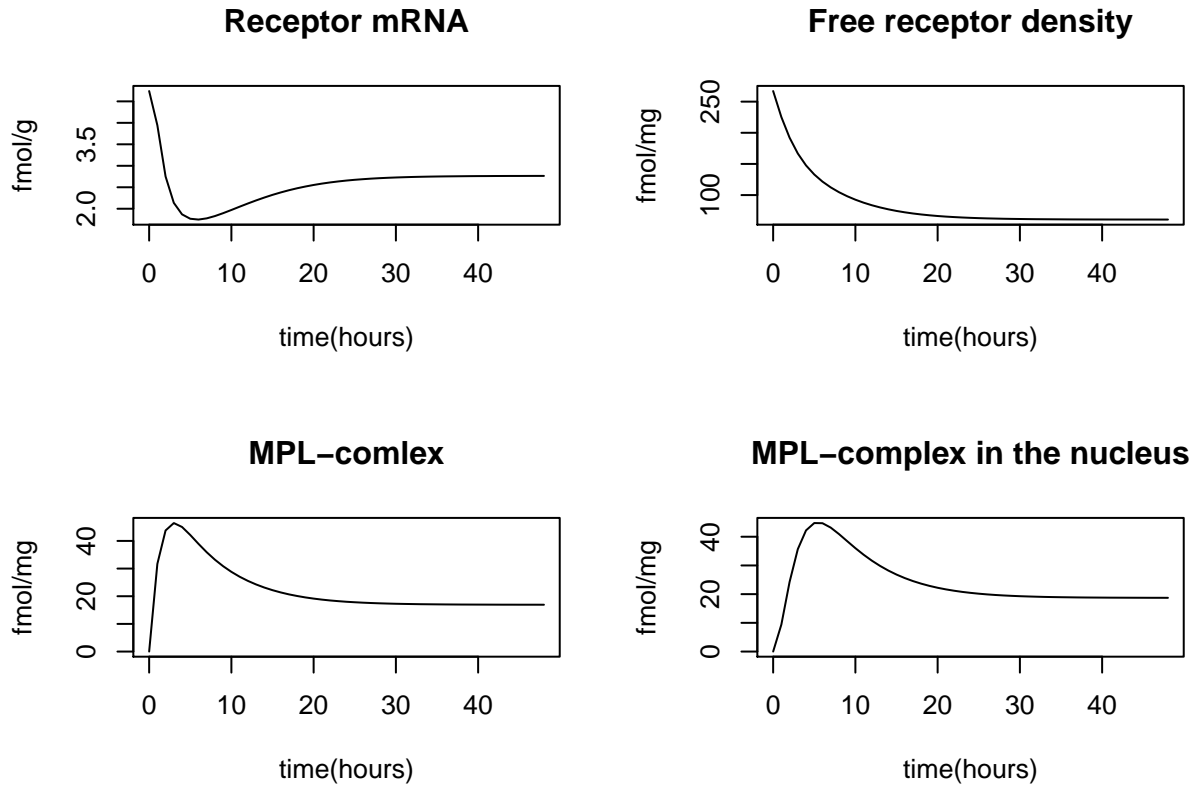 Receptor mRNA
fmol/g
2.0 3.5
0 10 20 30 40
time(hours)
Free receptor density
fmol/mg
100 250
0 10 20 30 40
time(hours)
MPL−comlex
fmol/mg
0 20 40
0 10 20 30 40
time(hours)
MPL−complex in the nucleus
fmol/mg
0 20 40
0 10 20 30 40
time(hours)